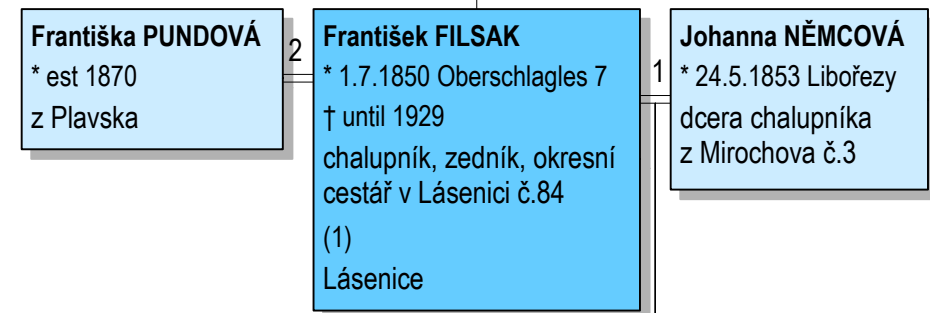 Františka PUNDOVÁ
* est 1870
z Plavska
2
František FILSAK
* 1.7.1850 Oberschlagles 7
† until 1929
chalupník, zedník, okresní
cestář v Lásenici č.84
(1)
Lásenice
1
Johanna NĚMCOVÁ
* 24.5.1853 Libořezy
dcera chalupníka
z Mirochova č.3